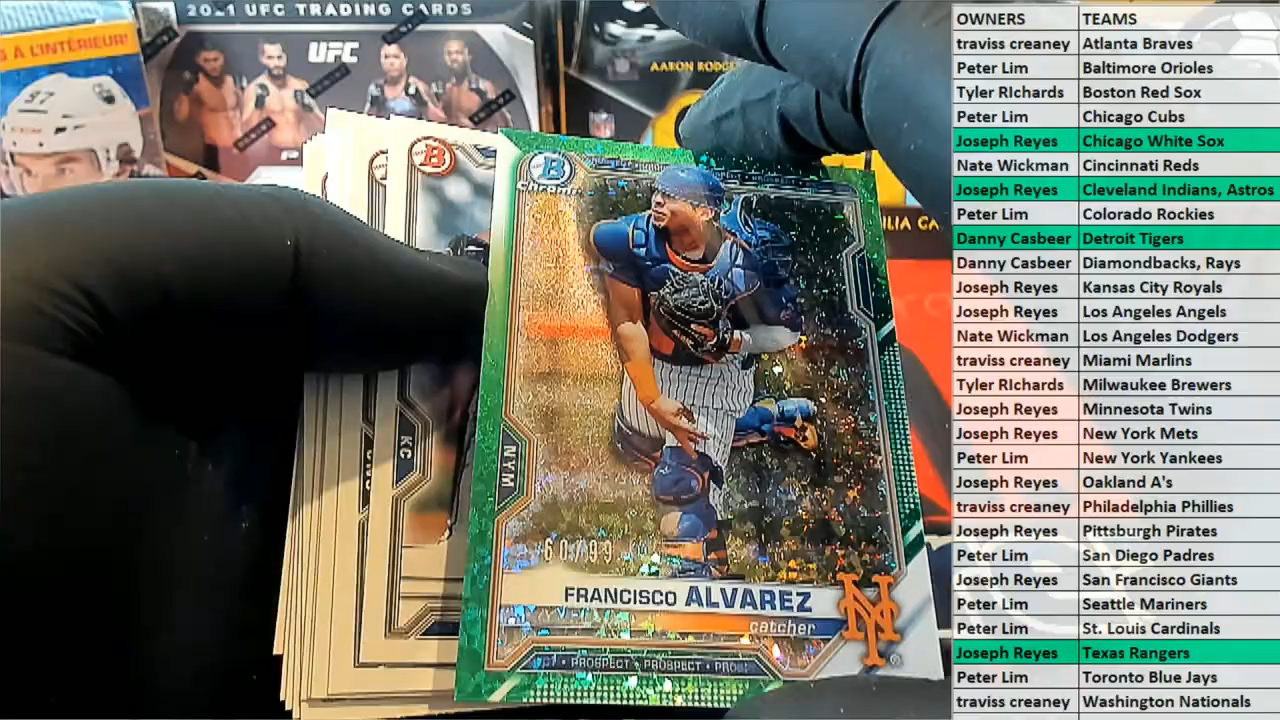 S À L'INTÉRIEUR!
97
2021 UFC TRADING CARDS
UFC
AARON RODGE
ILIA CA
B
B
Chrome
KC
NYM
60/99
FRANCISCO ALVAREZ
catcher
NY
PROSPECT • PROSPECT •
OWNERS TEAMS
traviss creaney Atlanta Braves
Peter Lim Baltimore Orioles
Tyler RIchards Boston Red Sox
Peter Lim Chicago Cubs
Joseph Reyes Chicago White Sox
Nate Wickman Cincinnati Reds
Joseph Reyes Cleveland Indians, Astros
Peter Lim Colorado Rockies
Danny Casbeer Detroit Tigers
Danny Casbeer Diamondbacks, Rays
Joseph Reyes Kansas City Royals
Joseph Reyes Los Angeles Angels
Nate Wickman Los Angeles Dodgers
traviss creaney Miami Marlins
Tyler RIchards Milwaukee Brewers
Joseph Reyes Minnesota Twins
Joseph Reyes New York Mets
Peter Lim New York Yankees
Joseph Reyes Oakland A's
traviss creaney Philadelphia Phillies
Joseph Reyes Pittsburgh Pirates
Peter Lim San Diego Padres
Joseph Reyes San Francisco Giants
Peter Lim Seattle Mariners
Peter Lim St. Louis Cardinals
Joseph Reyes Texas Rangers
Peter Lim Toronto Blue Jays
traviss creaney Washington Nationals